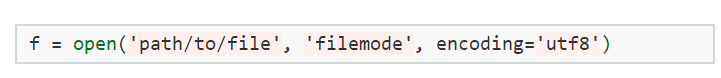 f = open('path/to/file', 'filemode', encoding='utf8')